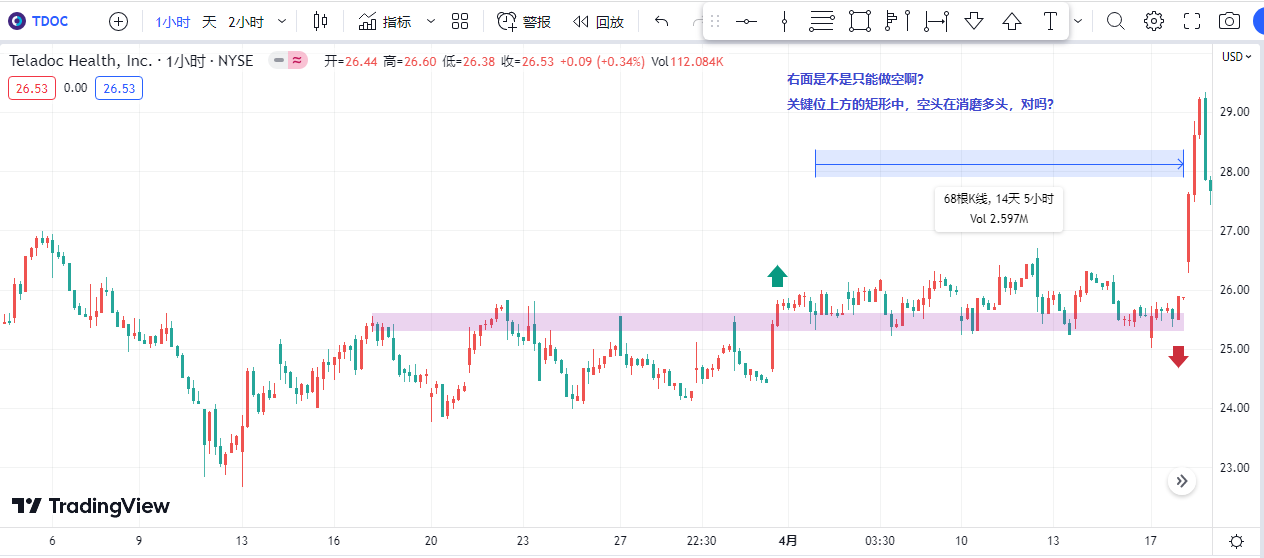 TDOC 1小时 天 2小时 指标 警报 回放
Teladoc Health, Inc. · 1小时 · NYSE 开=26.44 高=26.60 低=26.38 收=26.53 +0.09 (+0.34%) Vol112.084K
USD
26.53 0.00 26.53
右面是不是只能做空啊?
关键位上方的矩形中，空头在消磨多头，对吗?
29.00
28.00
68根K线, 14天 5小时
Vol 2.597M
27.00
26.00
25.00
24.00
23.00
TradingView
6 9 13 16 20 23 27 22:30 4月 03:30 10 13 17